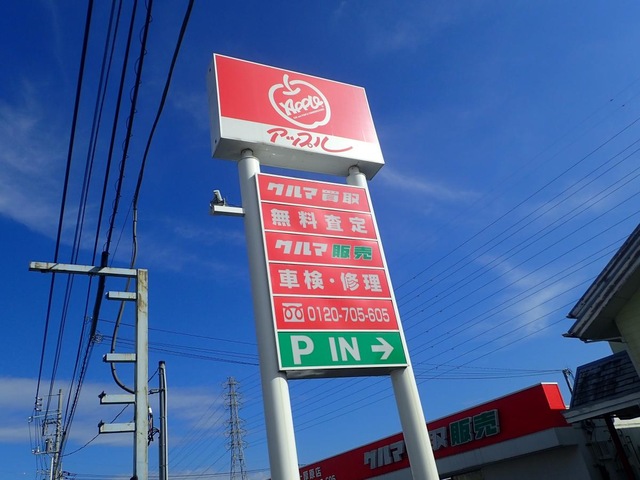 APPLE
アップル
クルマ買取
無料査定
クルマ販売
車検・修理
0120-705-605
P IN →
クルマ買取販売